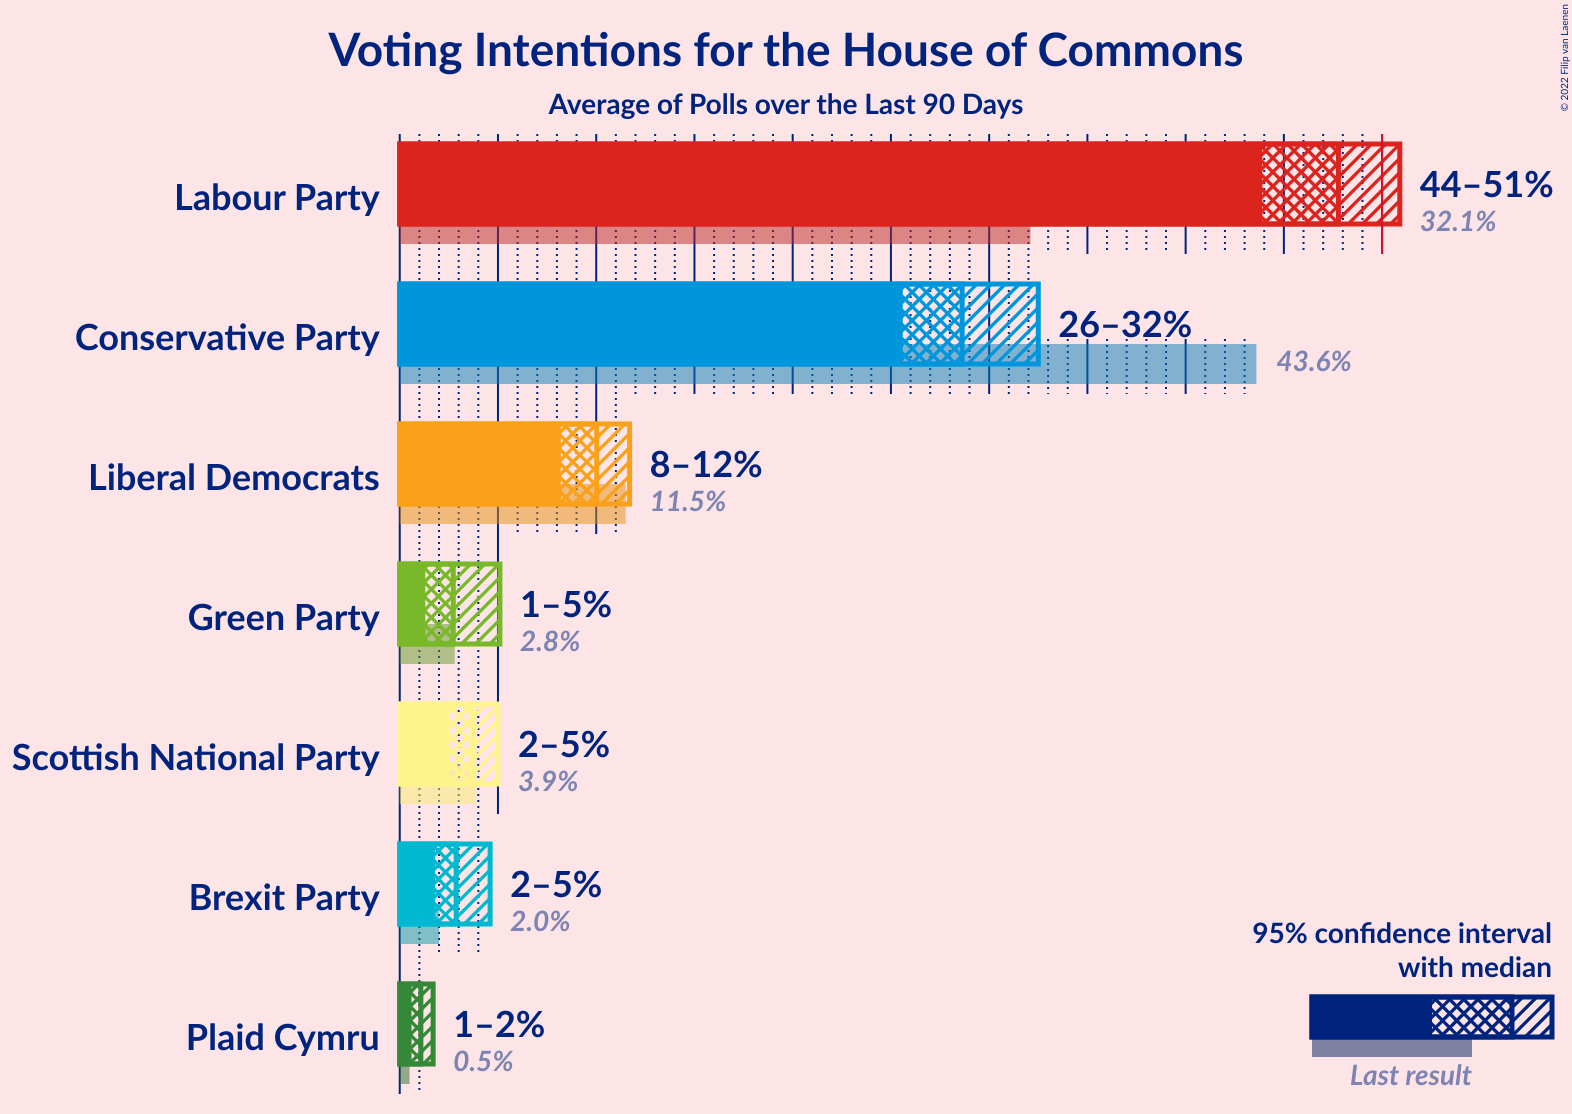 © 2022 Filip van Laenen
Voting Intentions for the House of Commons
Average of Polls over the Last 90 Days
Labour Party
44–51%
32.1%
Conservative Party
26–32%
43.6%
Liberal Democrats
8–12%
11.5%
Green Party
1–5%
2.8%
Scottish National Party
2–5%
3.9%
Brexit Party
2–5%
2.0%
Plaid Cymru
1–2%
0.5%
95% confidence interval
with median
Last result